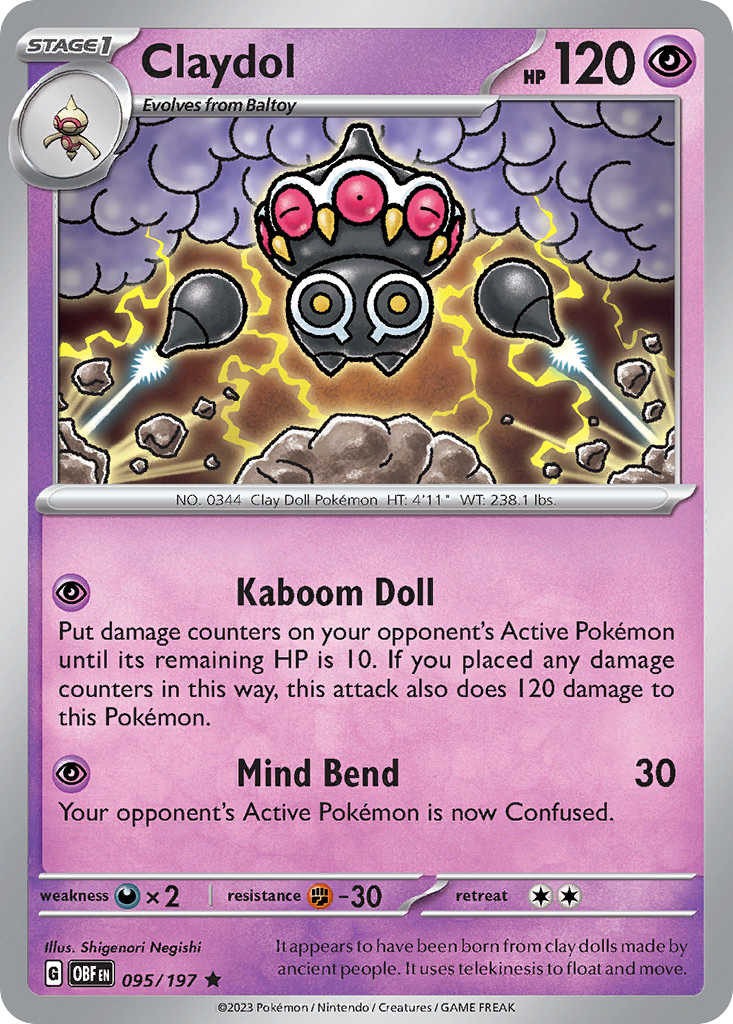 STAGE 1
Claydol
HP 120
Evolves from Baltoy
NO. 0344 Clay Doll Pokémon HT: 4'11" WT: 238.1 lbs.
Kaboom Doll
Put damage counters on your opponent's Active Pokémon
until its remaining HP is 10. If you placed any damage
counters in this way, this attack also does 120 damage to
this Pokémon.
Mind Bend 30
Your opponent's Active Pokémon is now Confused.
weakness ×2 resistance -30 retreat
Illus. Shigenori Negishi
G OBF EN 095/197 ★
It appears to have been born from clay dolls made by
ancient people. It uses telekinesis to float and move.
©2023 Pokémon / Nintendo / Creatures / GAME FREAK